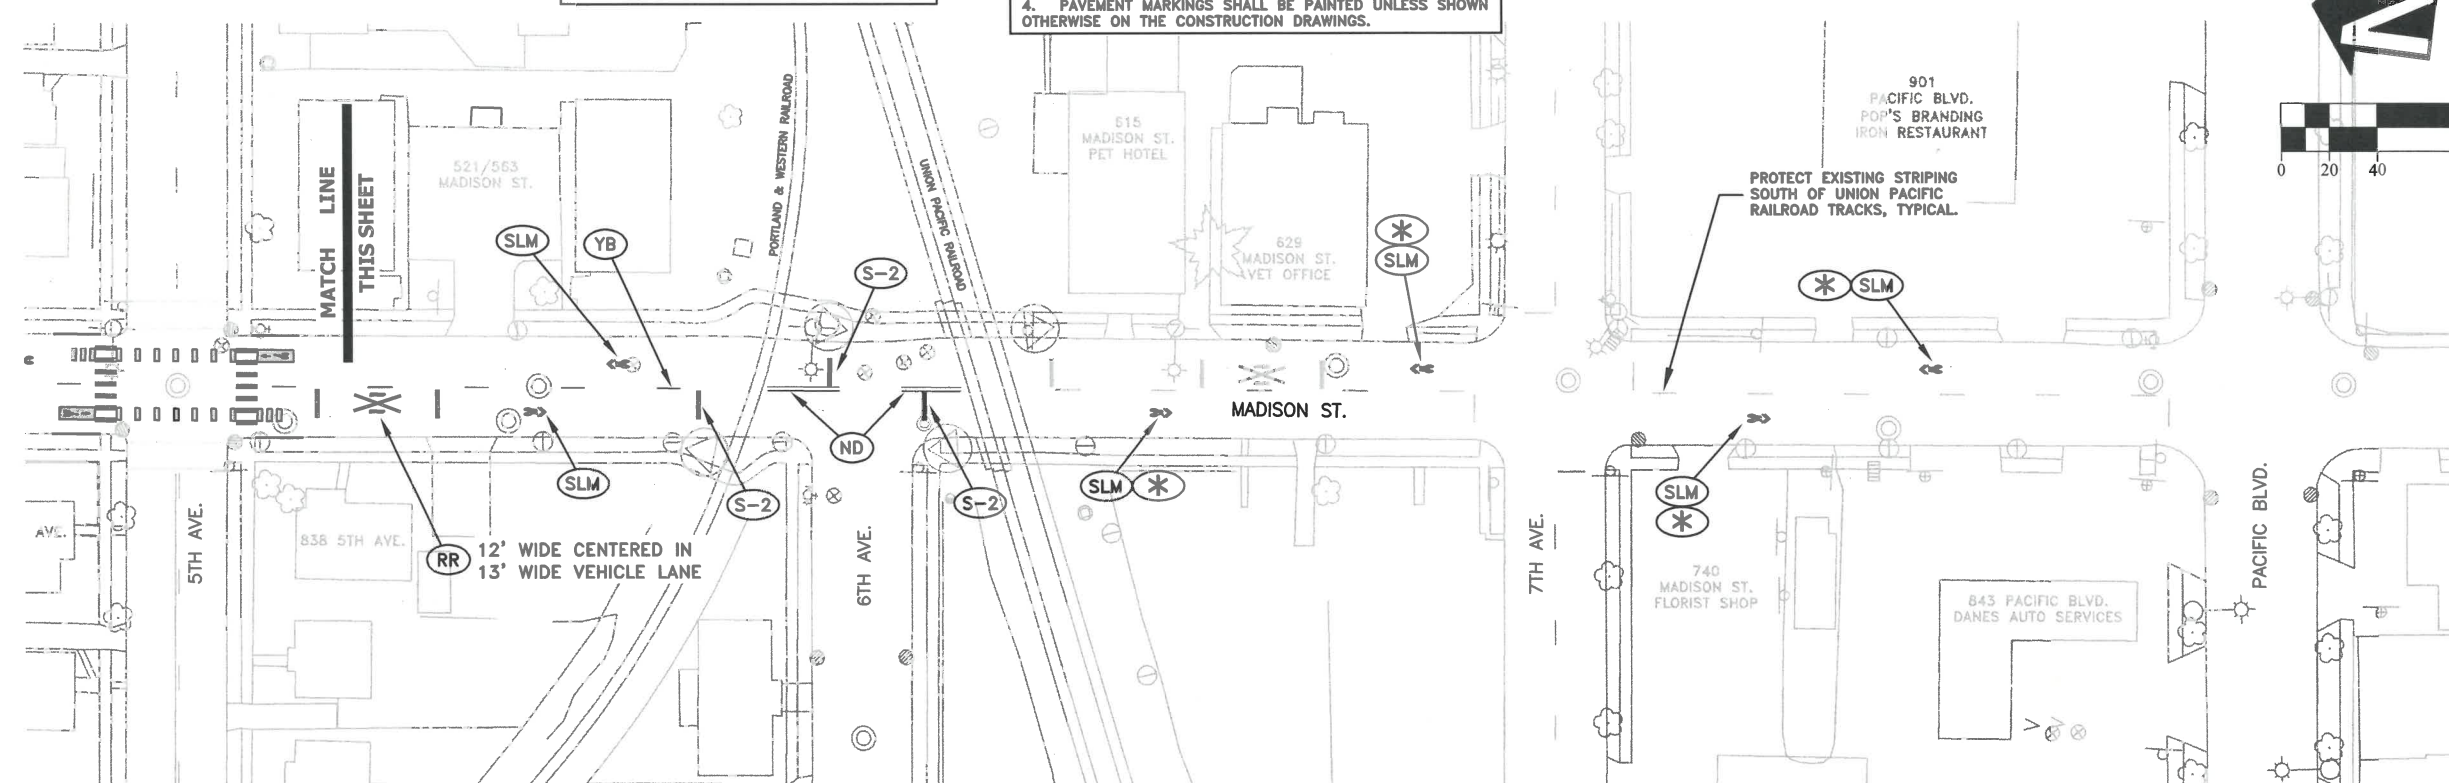 4. PAVEMENT MARKINGS SHALL BE PAINTED UNLESS SHOWN
OTHERWISE ON THE CONSTRUCTION DRAWINGS.
MATCH LINE
THIS SHEET
521/563
MADISON ST.
PORTLAND & WESTERN RAILROAD
UNION PACIFIC RAILROAD
615
MADISON ST.
PET HOTEL
629
MADISON ST.
VET OFFICE
901
PACIFIC BLVD.
POP'S BRANDING
IRON RESTAURANT
PROTECT EXISTING STRIPING
SOUTH OF UNION PACIFIC
RAILROAD TRACKS, TYPICAL.
0 20 40
SLM
YB
S-2
*
SLM
* SLM
MADISON ST.
ND
SLM
S-2
S-2
SLM *
SLM
*
AVE.
5TH AVE.
838 5TH AVE.
RR
12' WIDE CENTERED IN
13' WIDE VEHICLE LANE
6TH AVE.
7TH AVE.
740
MADISON ST.
FLORIST SHOP
843 PACIFIC BLVD.
DANES AUTO SERVICES
PACIFIC BLVD.